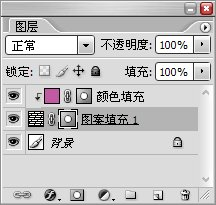 图层
正常 不透明度: 100%
锁定: 填充: 100%
颜色填充
图案填充 1
背景